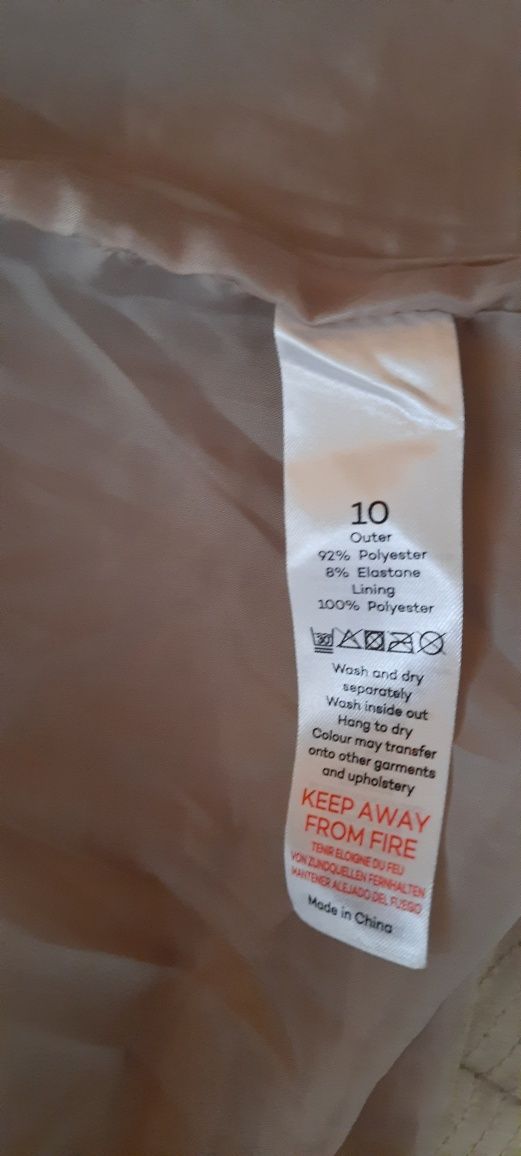 10
Outer
92% Polyester
8% Elastane
Lining
100% Polyester
30
Wash and dry
separately
Wash inside out
Hang to dry
Colour may transfer
onto other garments
and upholstery
KEEP AWAY
FROM FIRE
TENIR ELOIGNE DU FEU
VON ZUNDQUELLEN FERNHALTEN
MANTENER ALEJADO DEL FUEGO
Made in China